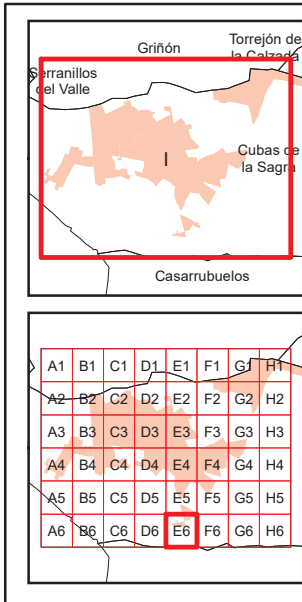 Griñón
Torrejón de
la Calzada
Serranillos
del Valle
I
Cubas de
la Sagra
Casarrubuelos
A1 B1 C1 D1 E1 F1 G1 H1
A2 B2 C2 D2 E2 F2 G2 H2
A3 B3 C3 D3 E3 F3 G3 H3
A4 B4 C4 D4 E4 F4 G4 H4
A5 B5 C5 D5 E5 F5 G5 H5
A6 B6 C6 D6 E6 F6 G6 H6